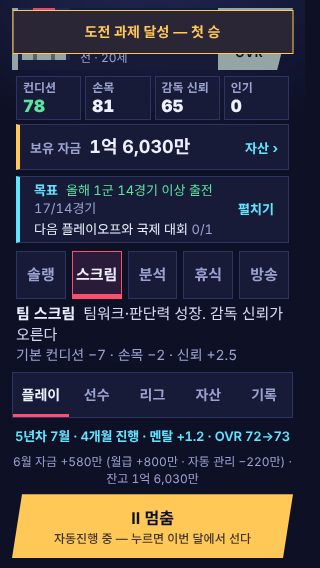 도전 과제 달성 — 첫 승
전 · 20세
OVR
컨디션 손목 감독 신뢰 인기
78 81 65 0
보유 자금 1억 6,030만 자산 ›
목표 올해 1군 14경기 이상 출전
17/14경기
펼치기
다음 플레이오프와 국제 대회 0/1
솔랭 스크림 분석 휴식 방송
팀 스크림 팀워크·판단력 성장. 감독 신뢰가
오른다
기본 컨디션 −7 · 손목 −2 · 신뢰 +2.5
플레이 선수 리그 자산 기록
5년차 7월 · 4개월 진행 · 멘탈 +1.2 · OVR 72→73
6월 자금 +580만 (월급 +800만 · 자동 관리 −220만) ·
잔고 1억 6,030만
II 멈춤
자동진행 중 — 누르면 이번 달에서 선다